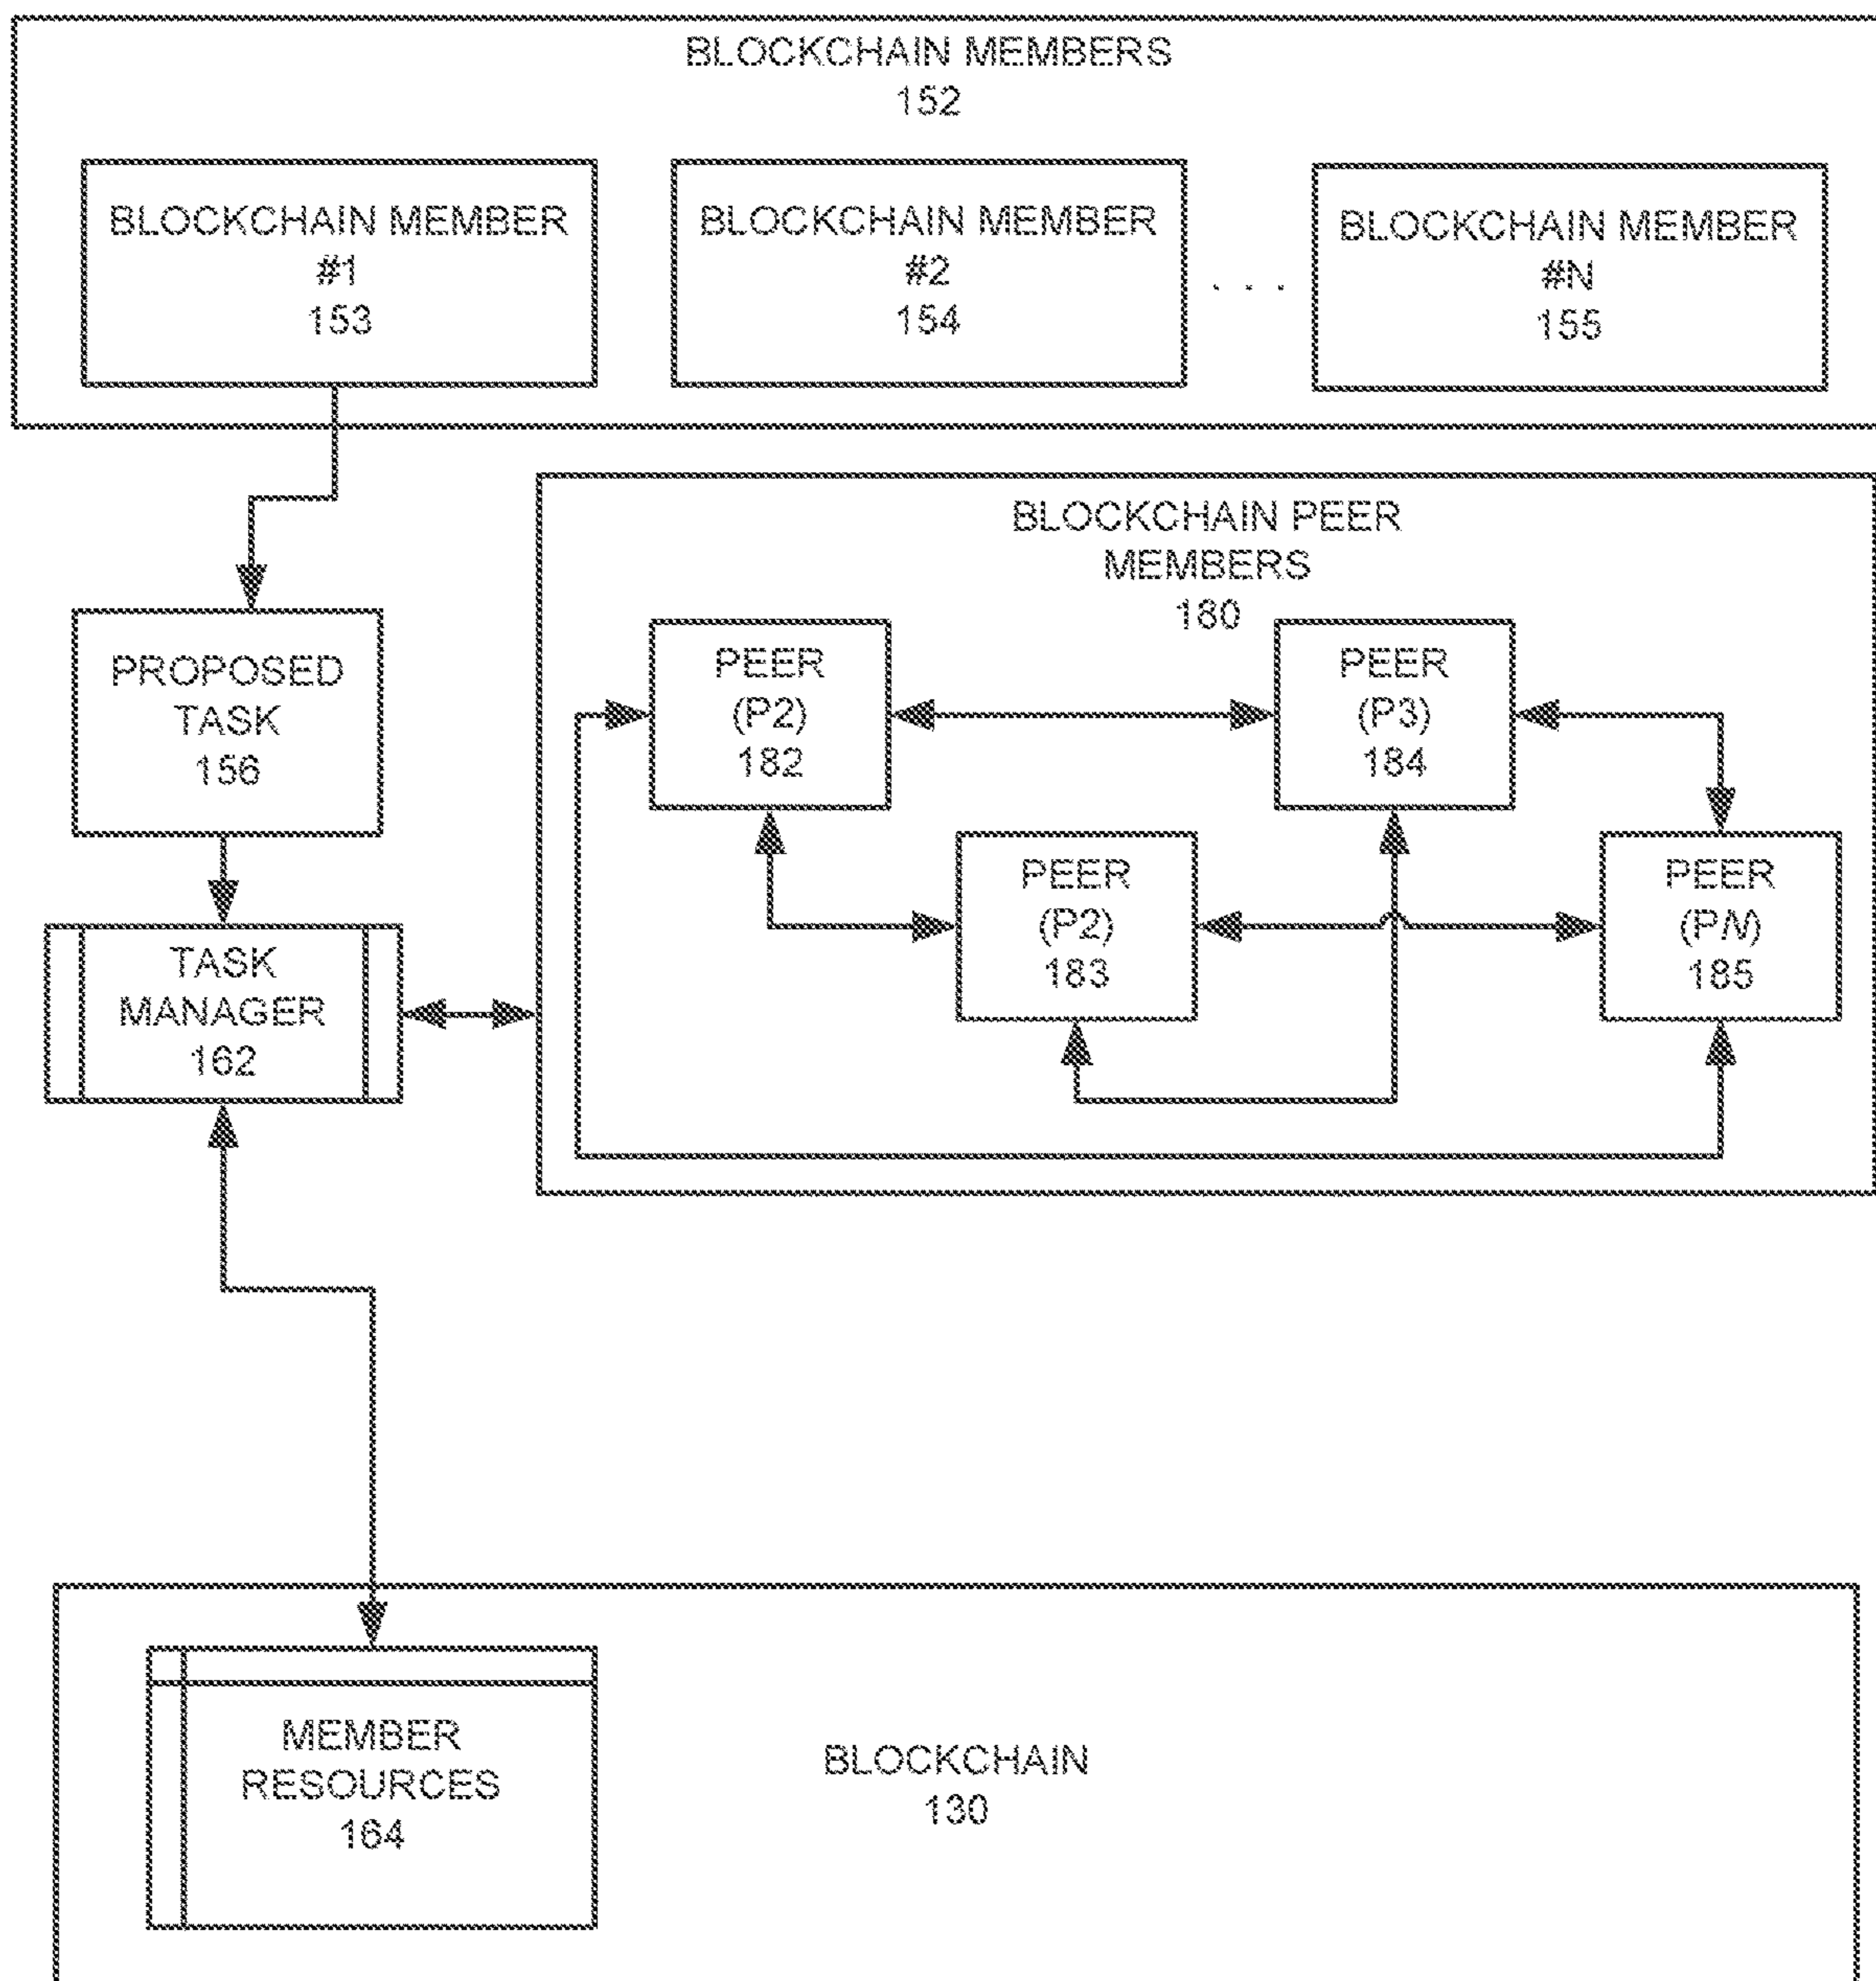 BLOCKCHAIN MEMBERS
152
BLOCKCHAIN MEMBER
#1
153
BLOCKCHAIN MEMBER
#2
154
. . .
BLOCKCHAIN MEMBER
#N
155
PROPOSED
TASK
156
TASK
MANAGER
162
BLOCKCHAIN PEER
MEMBERS
180
PEER
(P2)
182
PEER
(P3)
184
PEER
(P2)
183
PEER
(PN)
185
MEMBER
RESOURCES
164
BLOCKCHAIN
130